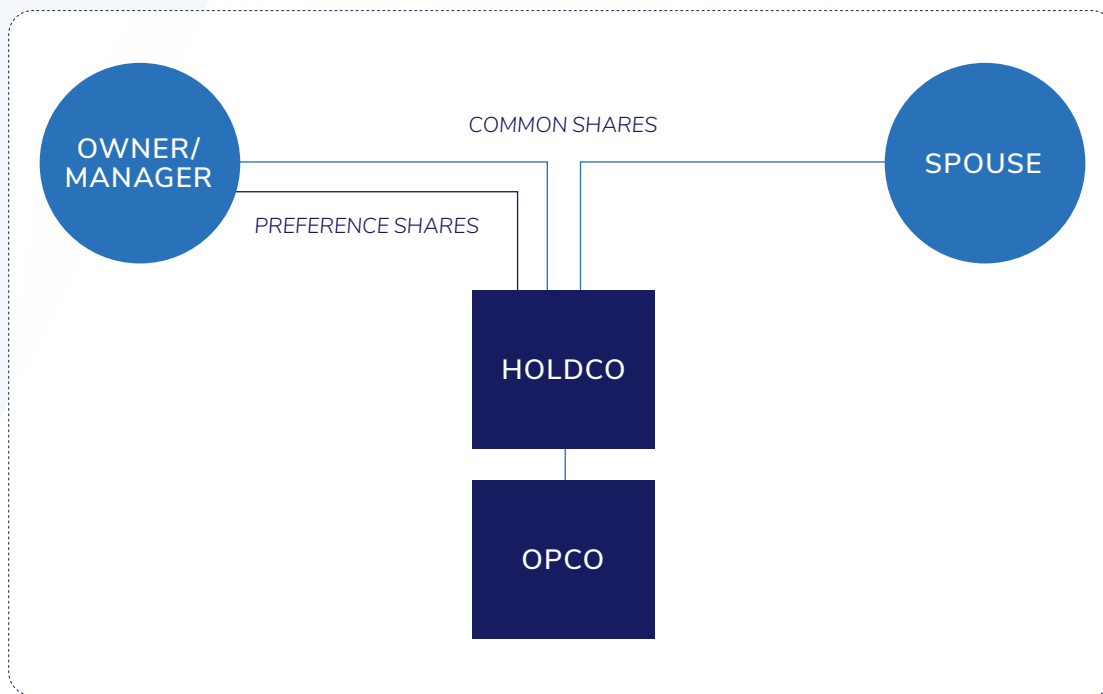 COMMON SHARES
OWNER/
MANAGER
SPOUSE
PREFERENCE SHARES
HOLDCO
OPCO